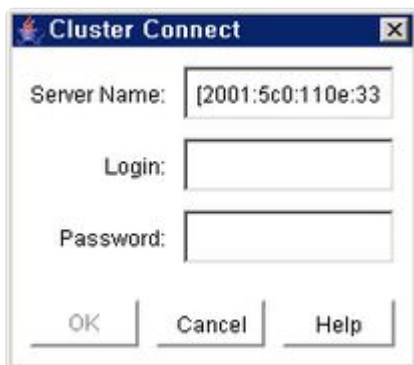 Cluster Connect
Server Name: [2001:5c0:110e:33
Login:
Password:
OK Cancel Help